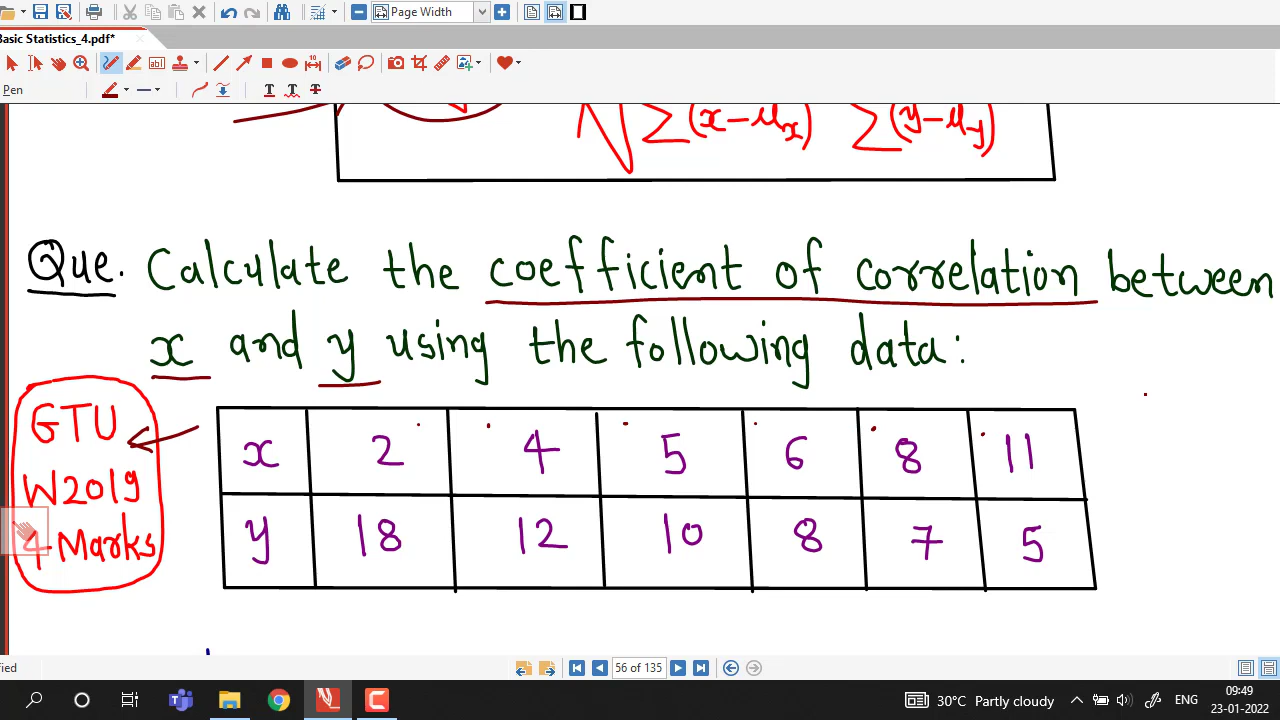 Page Width
Basic Statistics_4.pdf*
Pen
√ Σ(x-μx) Σ(y-μy)
Que. Calculate the coefficient of correlation between
x and y using the following data:
GTU
W2019
4 Marks
x 2 4 5 6 8 11
y 18 12 10 8 7 5
fied
56 of 135
30°C Partly cloudy
ENG
09:49
23-01-2022